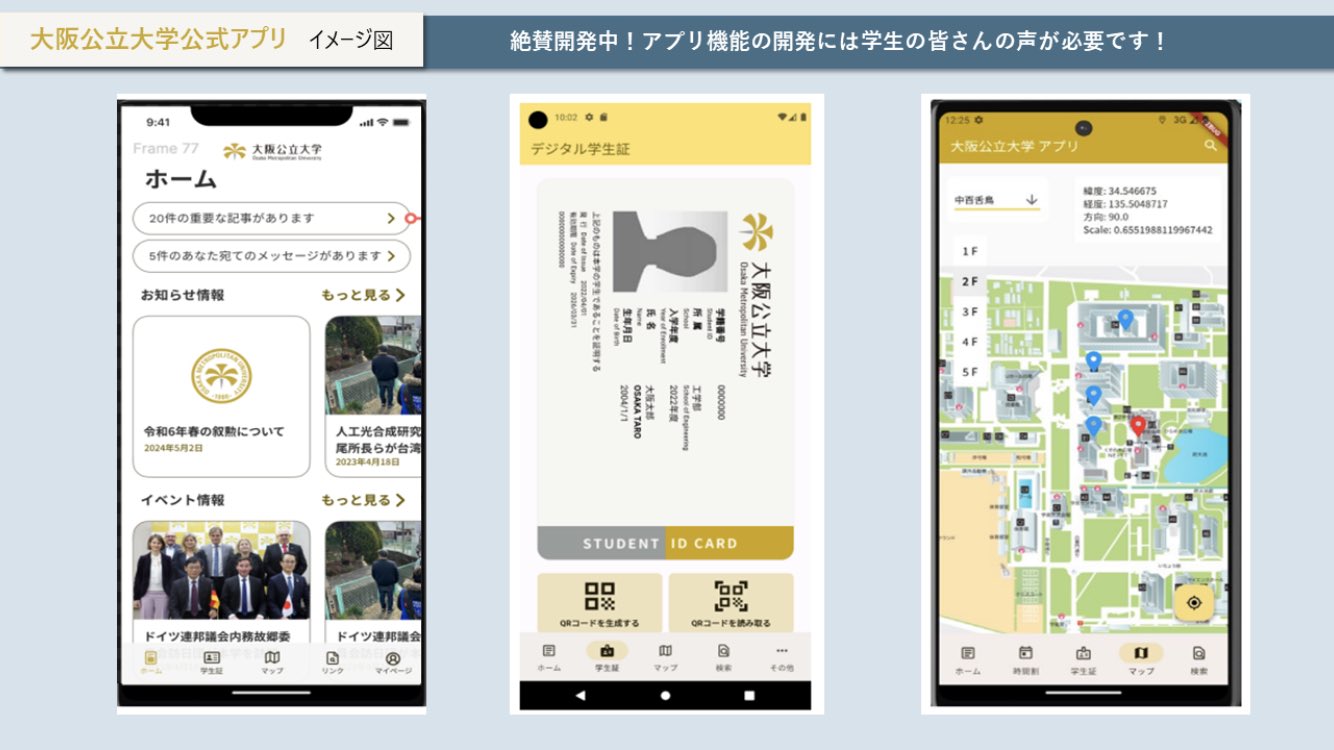 大阪公立大学公式アプリ イメージ図
絶賛開発中！アプリ機能の開発には学生の皆さんの声が必要です！
9:41
Frame 77
大阪公立大学
Osaka Metropolitan University
ホーム
20件の重要な記事があります
5件のあなた宛てのメッセージがあります
お知らせ情報
もっと見る
令和6年春の叙勲について
2024年5月2日
人工光合成研究
尾所長らが台湾
2023年4月18日
イベント情報
もっと見る
ドイツ連邦議会内務故郷委
ドイツ連邦議会
ホーム
学生証
マップ
リンク
マイページ
10:02
デジタル学生証
大阪公立大学
Osaka Metropolitan University
学籍番号 0000000
Student ID
所属 工学部
School School of Engineering
入学年度 2022年度
Year of Enrollment
氏名 大阪太郎
Name OSAKA TARO
生年月日 2004/1/1
Date of Birth
上記のものは本学の学生であることを証明する
発行 Date of Issue 2022/04/01
有効期限 Date of Expiry 2026/03/31
STUDENT ID CARD
QRコードを生成する
QRコードを読み取る
ホーム
学生証
マップ
検索
その他
12:25
3G
大阪公立大学 アプリ
中百舌鳥
緯度: 34.546675
経度: 135.5048717
方向: 90.0
Scale: 0.6551988119967442
1 F
2 F
3 F
4 F
5 F
ホーム
時間割
学生証
マップ
検索